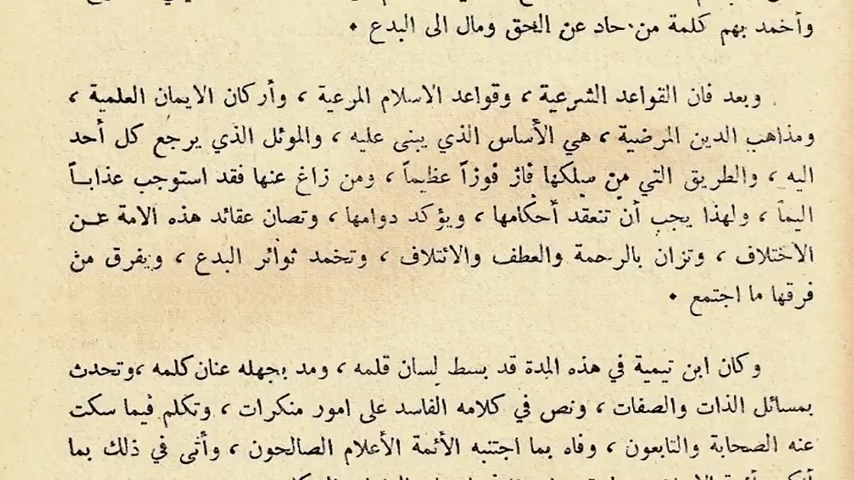 وأخمد بهم كلمة من حاد عن الحق ومال الى البدع ٠
وبعد فان القواعد الشرعية ، وقواعد الاسلام المرعية ، وأركان الايمان العلمية ،
ومذاهب الدين المرضية ، هي الأساس الذي يبنى عليه ، والموئل الذي يرجع كل أحد
اليه ، والطريق التي من سلكها فاز فوزاً عظيماً ، ومن زاغ عنها فقد استوجب عذابـاً
اليماً ، ولهذا يجب أن تنعقد أحكامها ، ويؤكد دوامها ، وتصان عقائد هذه الامة عـن
الاختلاف ، وتزان بالرحمة والعطف والائتلاف ، وتخمد ثوائر البدع ، ويفرق من
فرقها ما اجتمع ٠
وكان ابن تيمية في هذه المدة قد بسط لسان قلمه ، ومد بجهله عنان كلمه ، وتحدث
بمسائل الذات والصفات ، ونص في كلامه الفاسد على امور منكرات ، وتكلم فيما سكت
عنه الصحابة والتابعون ، وفاه بما اجتنبه الأئمة الأعلام الصالحون ، وأتى في ذلك بما